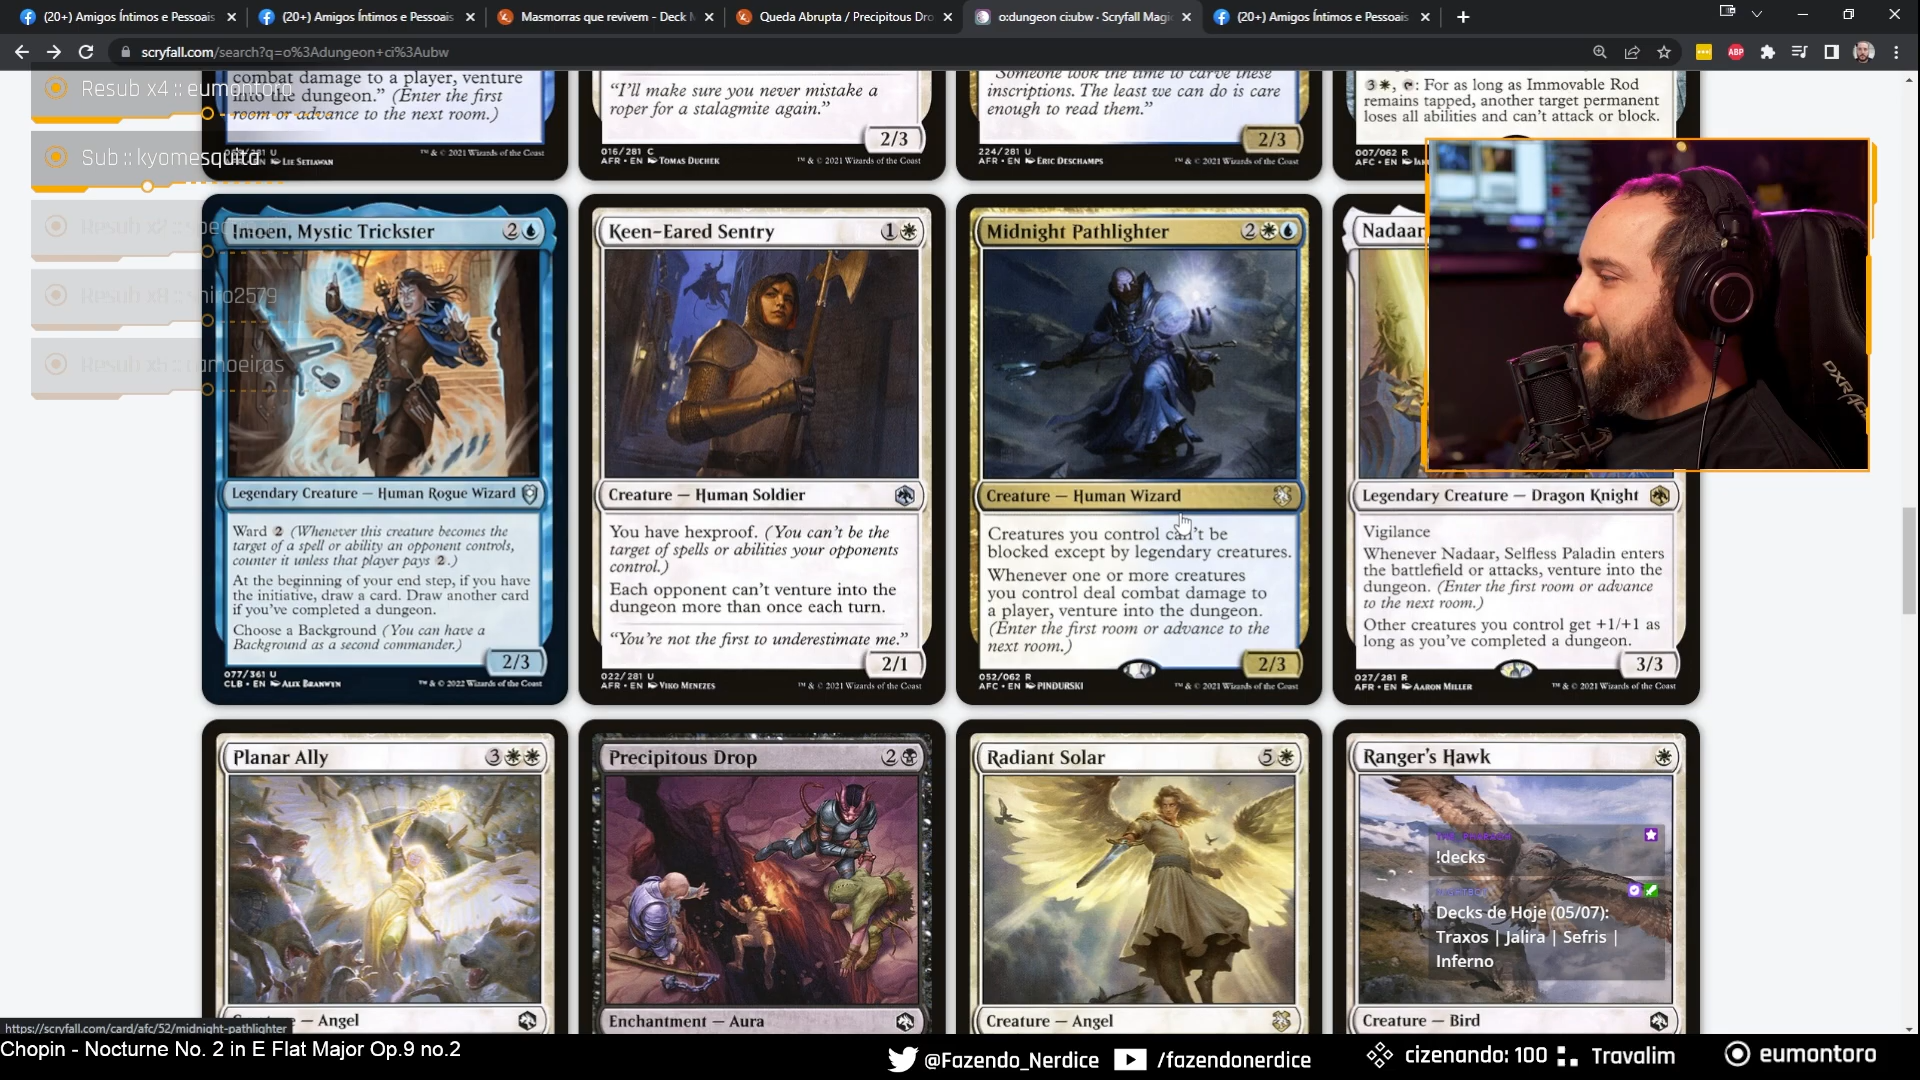 (20+) Amigos Íntimos e Pessoais
(20+) Amigos Íntimos e Pessoais
Masmorras que revivem - Deck M
Queda Abrupta / Precipitous Dro
o:dungeon ci:ubw · Scryfall Magic
(20+) Amigos Íntimos e Pessoais
scryfall.com/search?q=o%3Adungeon+ci%3Aubw
ABP
Resub x4 :: eumontoro
Sub :: kyomesquita
combat damage to a player, venture
into the dungeon.” (Enter the first
room or advance to the next room.)
LIE SETIAWAN
™ & © 2021 Wizards of the Coast
“I’ll make sure you never mistake a
roper for a stalagmite again.”
2/3
016/281 C
AFR • EN TOMAS DUCHEK
™ & © 2021 Wizards of the Coast
“Someone took the time to carve these
inscriptions. The least we can do is care
enough to read them.”
2/3
224/281 U
AFR • EN ERIC DESCHAMPS
™ & © 2021 Wizards of the Coast
3, : For as long as Immovable Rod
remains tapped, another target permanent
loses all abilities and can’t attack or block.
007/062 R
AFC • EN
Imoen, Mystic Trickster 2
Legendary Creature — Human Rogue Wizard
Ward 2 (Whenever this creature becomes the
target of a spell or ability an opponent controls,
counter it unless that player pays 2.)
At the beginning of your end step, if you have
the initiative, draw a card. Draw another card
if you’ve completed a dungeon.
Choose a Background (You can have a
Background as a second commander.)
2/3
077/361 U
CLB • EN ALIX BRANWYN
™ & © 2022 Wizards of the Coast
Keen-Eared Sentry 1
Creature — Human Soldier
You have hexproof. (You can’t be the
target of spells or abilities your opponents
control.)
Each opponent can’t venture into the
dungeon more than once each turn.
“You’re not the first to underestimate me.”
2/1
022/281 U
AFR • EN VIKO MENEZES
™ & © 2021 Wizards of the Coast
Midnight Pathlighter 2
Creature — Human Wizard
Creatures you control can’t be
blocked except by legendary creatures.
Whenever one or more creatures
you control deal combat damage to
a player, venture into the dungeon.
(Enter the first room or advance to the
next room.)
2/3
052/062 R
AFC • EN PINDURSKI
™ & © 2021 Wizards of the Coast
Nadaar
Legendary Creature — Dragon Knight
Vigilance
Whenever Nadaar, Selfless Paladin enters
the battlefield or attacks, venture into the
dungeon. (Enter the first room or advance
to the next room.)
Other creatures you control get +1/+1 as
long as you’ve completed a dungeon.
3/3
027/281 R
AFR • EN AARON MILLER
™ & © 2021 Wizards of the Coast
Planar Ally 3
Angel
Precipitous Drop 2
Enchantment — Aura
Radiant Solar 5
Creature — Angel
Ranger’s Hawk
Creature — Bird
!decks
Decks de Hoje (05/07):
Traxos | Jalira | Sefris |
Inferno
https://scryfall.com/card/afc/52/midnight-pathlighter
Chopin - Nocturne No. 2 in E Flat Major Op.9 no.2
@Fazendo_Nerdice
/fazendonerdice
cizenando: 100
Travalim
eumontoro